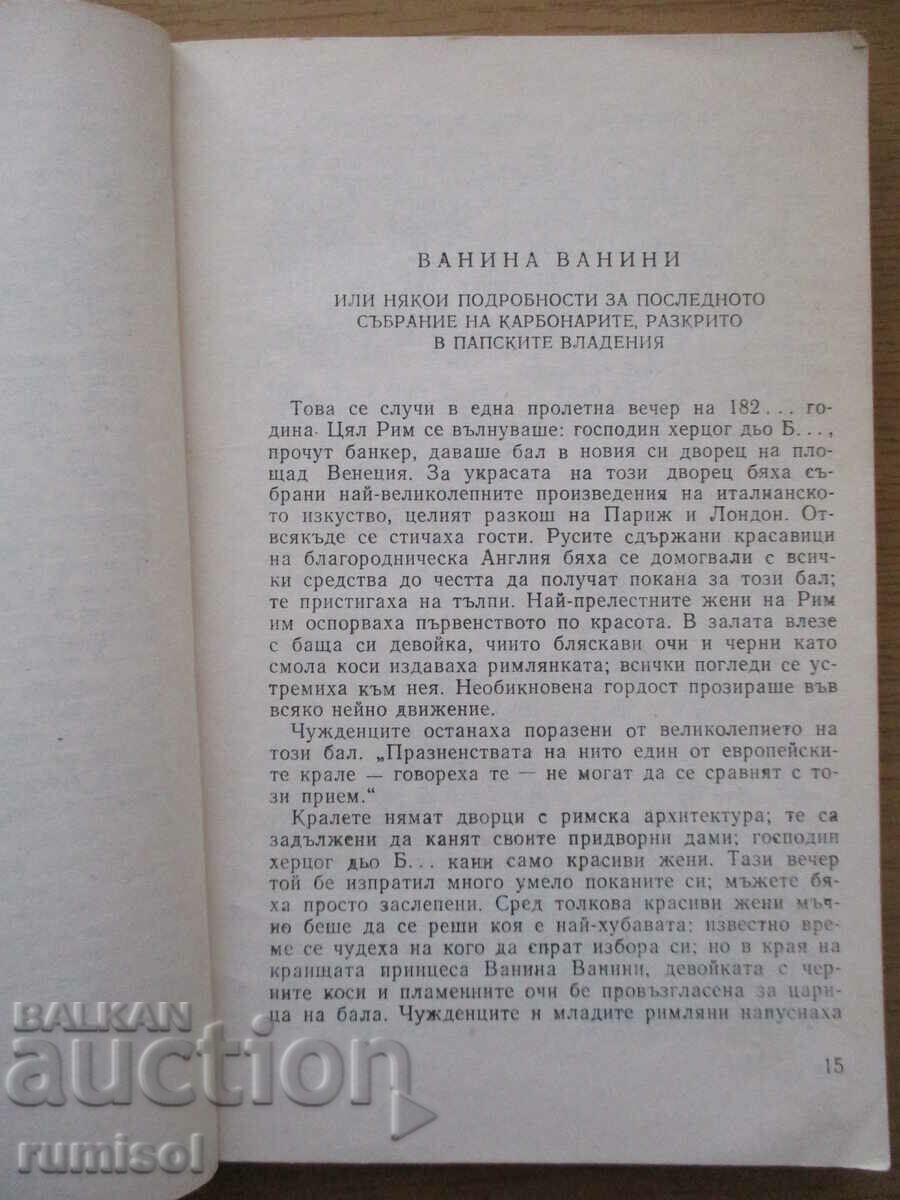 ВАНИНА ВАНИНИ
ИЛИ НЯКОИ ПОДРОБНОСТИ ЗА ПОСЛЕДНОТО
СЪБРАНИЕ НА КАРБОНАРИТЕ, РАЗКРИТО
В ПАПСКИТЕ ВЛАДЕНИЯ
Това се случи в една пролетна вечер на 182... го-
дина. Цял Рим се вълнуваше: господин херцог дьо Б...,
прочут банкер, даваше бал в новия си дворец на пло-
щад Венеция. За украсата на този дворец бяха съ-
брани най-великолепните произведения на италианско-
то изкуство, целият разкош на Париж и Лондон. От-
всякъде се стичаха гости. Русите сдържани красавици
на благородническа Англия бяха се домогвали с всич-
ки средства до честта да получат покана за този бал;
те пристигаха на тълпи. Най-прелестните жени на Рим
им оспорваха първенството по красота. В залата влезе
с баща си девойка, чиито бляскави очи и черни като
смола коси издаваха римлянката; всички погледи се ус-
тремиха към нея. Необикновена гордост прозираше във
всяко нейно движение.
Чужденците останаха поразени от великолепието на
този бал. „Празненствата на нито един от европейски-
те крале — говореха те — не могат да се сравнят с то-
зи прием.“
Кралете нямат дворци с римска архитектура; те са
задължени да канят своите придворни дами; господин
херцог дьо Б... кани само красиви жени. Тази вечер
той бе изпратил много умело поканите си; мъжете бя-
ха просто заслепени. Сред толкова красиви жени мъч-
но беше да се реши коя е най-хубавата; известно вре-
ме се чудеха на кого да спрат избора си; но в края на
краищата принцеса Ванина Ванини, девойката с чер-
ните коси и пламенните очи бе провъзгласена за цари-
ца на бала. Чужденците и младите римляни напуснаха
15
BALKAN
auction
rumisol